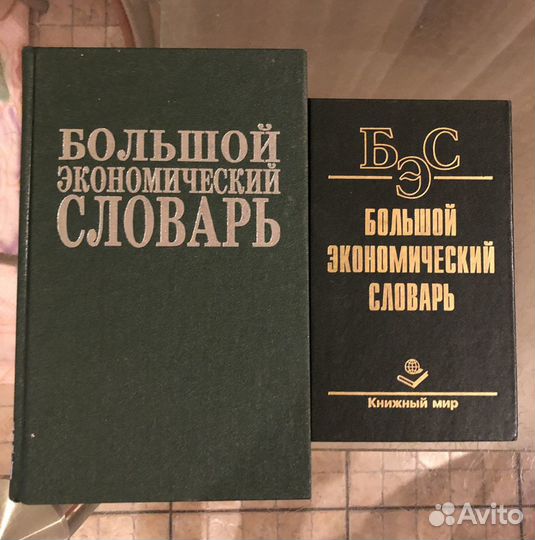 БОЛЬШОЙ
ЭКОНОМИЧЕСКИЙ
СЛОВАРЬ
БЭС
БОЛЬШОЙ
ЭКОНОМИЧЕСКИЙ
СЛОВАРЬ
Книжный мир
Avito